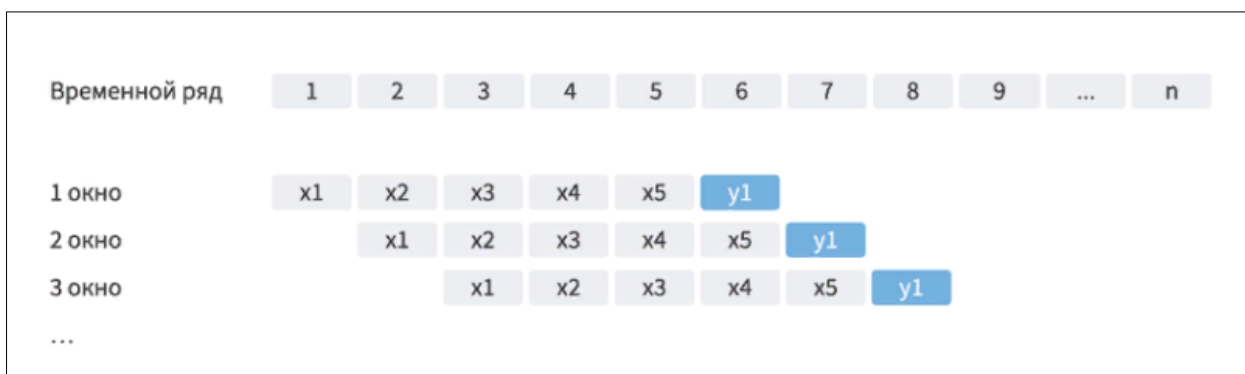 Временной ряд 1 2 3 4 5 6 7 8 9 ... n
1 окно x1 x2 x3 x4 x5 y1
2 окно x1 x2 x3 x4 x5 y1
3 окно x1 x2 x3 x4 x5 y1
...